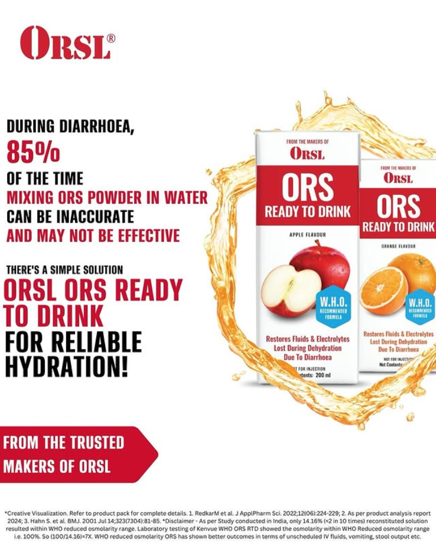 ORSL®
DURING DIARRHOEA,
85%
OF THE TIME
MIXING ORS POWDER IN WATER
CAN BE INACCURATE
AND MAY NOT BE EFFECTIVE
THERE'S A SIMPLE SOLUTION
ORSL ORS READY
TO DRINK
FOR RELIABLE
HYDRATION!
FROM THE TRUSTED
MAKERS OF ORSL
FROM THE MAKERS OF
ORSL
ORS
READY TO DRINK
APPLE FLAVOUR
W.H.O.
RECOMMENDED
FORMULA
Restores Fluids & Electrolytes
Lost During Dehydration
Due To Diarrhoea
FOR INJECTION
200 ml
FROM THE MAKERS OF
ORSL
ORS
READY TO DRINK
ORANGE FLAVOUR
W.H.O.
RECOMMENDED
FORMULA
Restores Fluids & Electrolytes
Lost During Dehydration
Due To Diarrhoea
NOT FOR INJECTION
Net
*Creative Visualization. Refer to product pack for complete details. 1. RedkarM et al. J ApplPharm Sci. 2022;12(06):224-229; 2. As per product analysis report
2024; 3. Hahn S. et al. BMJ. 2001 Jul 14;323(7304):81-85. *Disclaimer - As per Study conducted in India, only 14.16% (≈2 in 10 times) reconstituted solution
resulted within WHO reduced osmolarity range. Laboratory testing of Kenvue WHO ORS RTD showed the osmolarity within WHO Reduced osmolarity range
i.e. 100%. So (100/14.16)=7X. WHO reduced osmolarity ORS has shown better outcomes in terms of unscheduled IV fluids, vomiting, stool output etc.